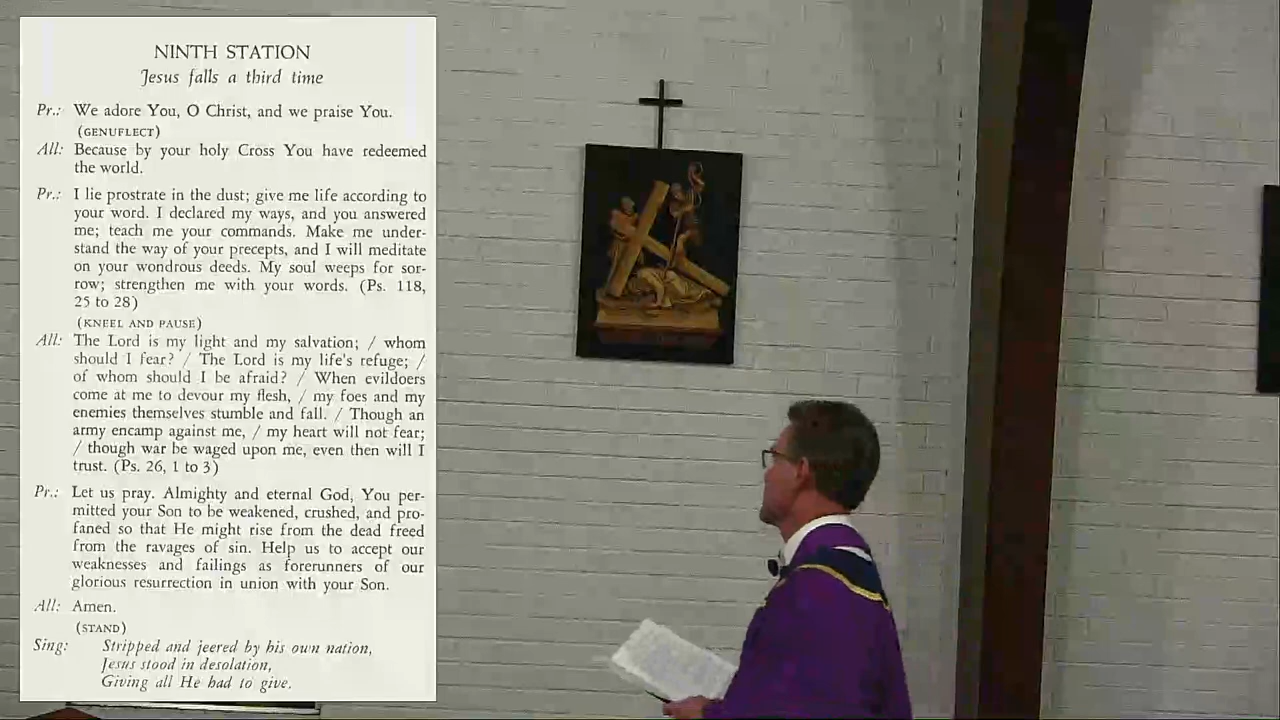 NINTH STATION
Jesus falls a third time
Pr.: We adore You, O Christ, and we praise You.
(GENUFLECT)
All: Because by your holy Cross You have redeemed
the world.
Pr.: I lie prostrate in the dust; give me life according to
your word. I declared my ways, and you answered
me; teach me your commands. Make me under-
stand the way of your precepts, and I will meditate
on your wondrous deeds. My soul weeps for sor-
row; strengthen me with your words. (Ps. 118,
25 to 28)
(KNEEL AND PAUSE)
All: The Lord is my light and my salvation; / whom
should I fear? / The Lord is my life's refuge; /
of whom should I be afraid? / When evildoers
come at me to devour my flesh, / my foes and my
enemies themselves stumble and fall. / Though an
army encamp against me, / my heart will not fear;
/ though war be waged upon me, even then will I
trust. (Ps. 26, 1 to 3)
Pr.: Let us pray. Almighty and eternal God, You per-
mitted your Son to be weakened, crushed, and pro-
faned so that He might rise from the dead freed
from the ravages of sin. Help us to accept our
weaknesses and failings as forerunners of our
glorious resurrection in union with your Son.
All: Amen.
(STAND)
Sing: Stripped and jeered by his own nation,
Jesus stood in desolation,
Giving all He had to give.